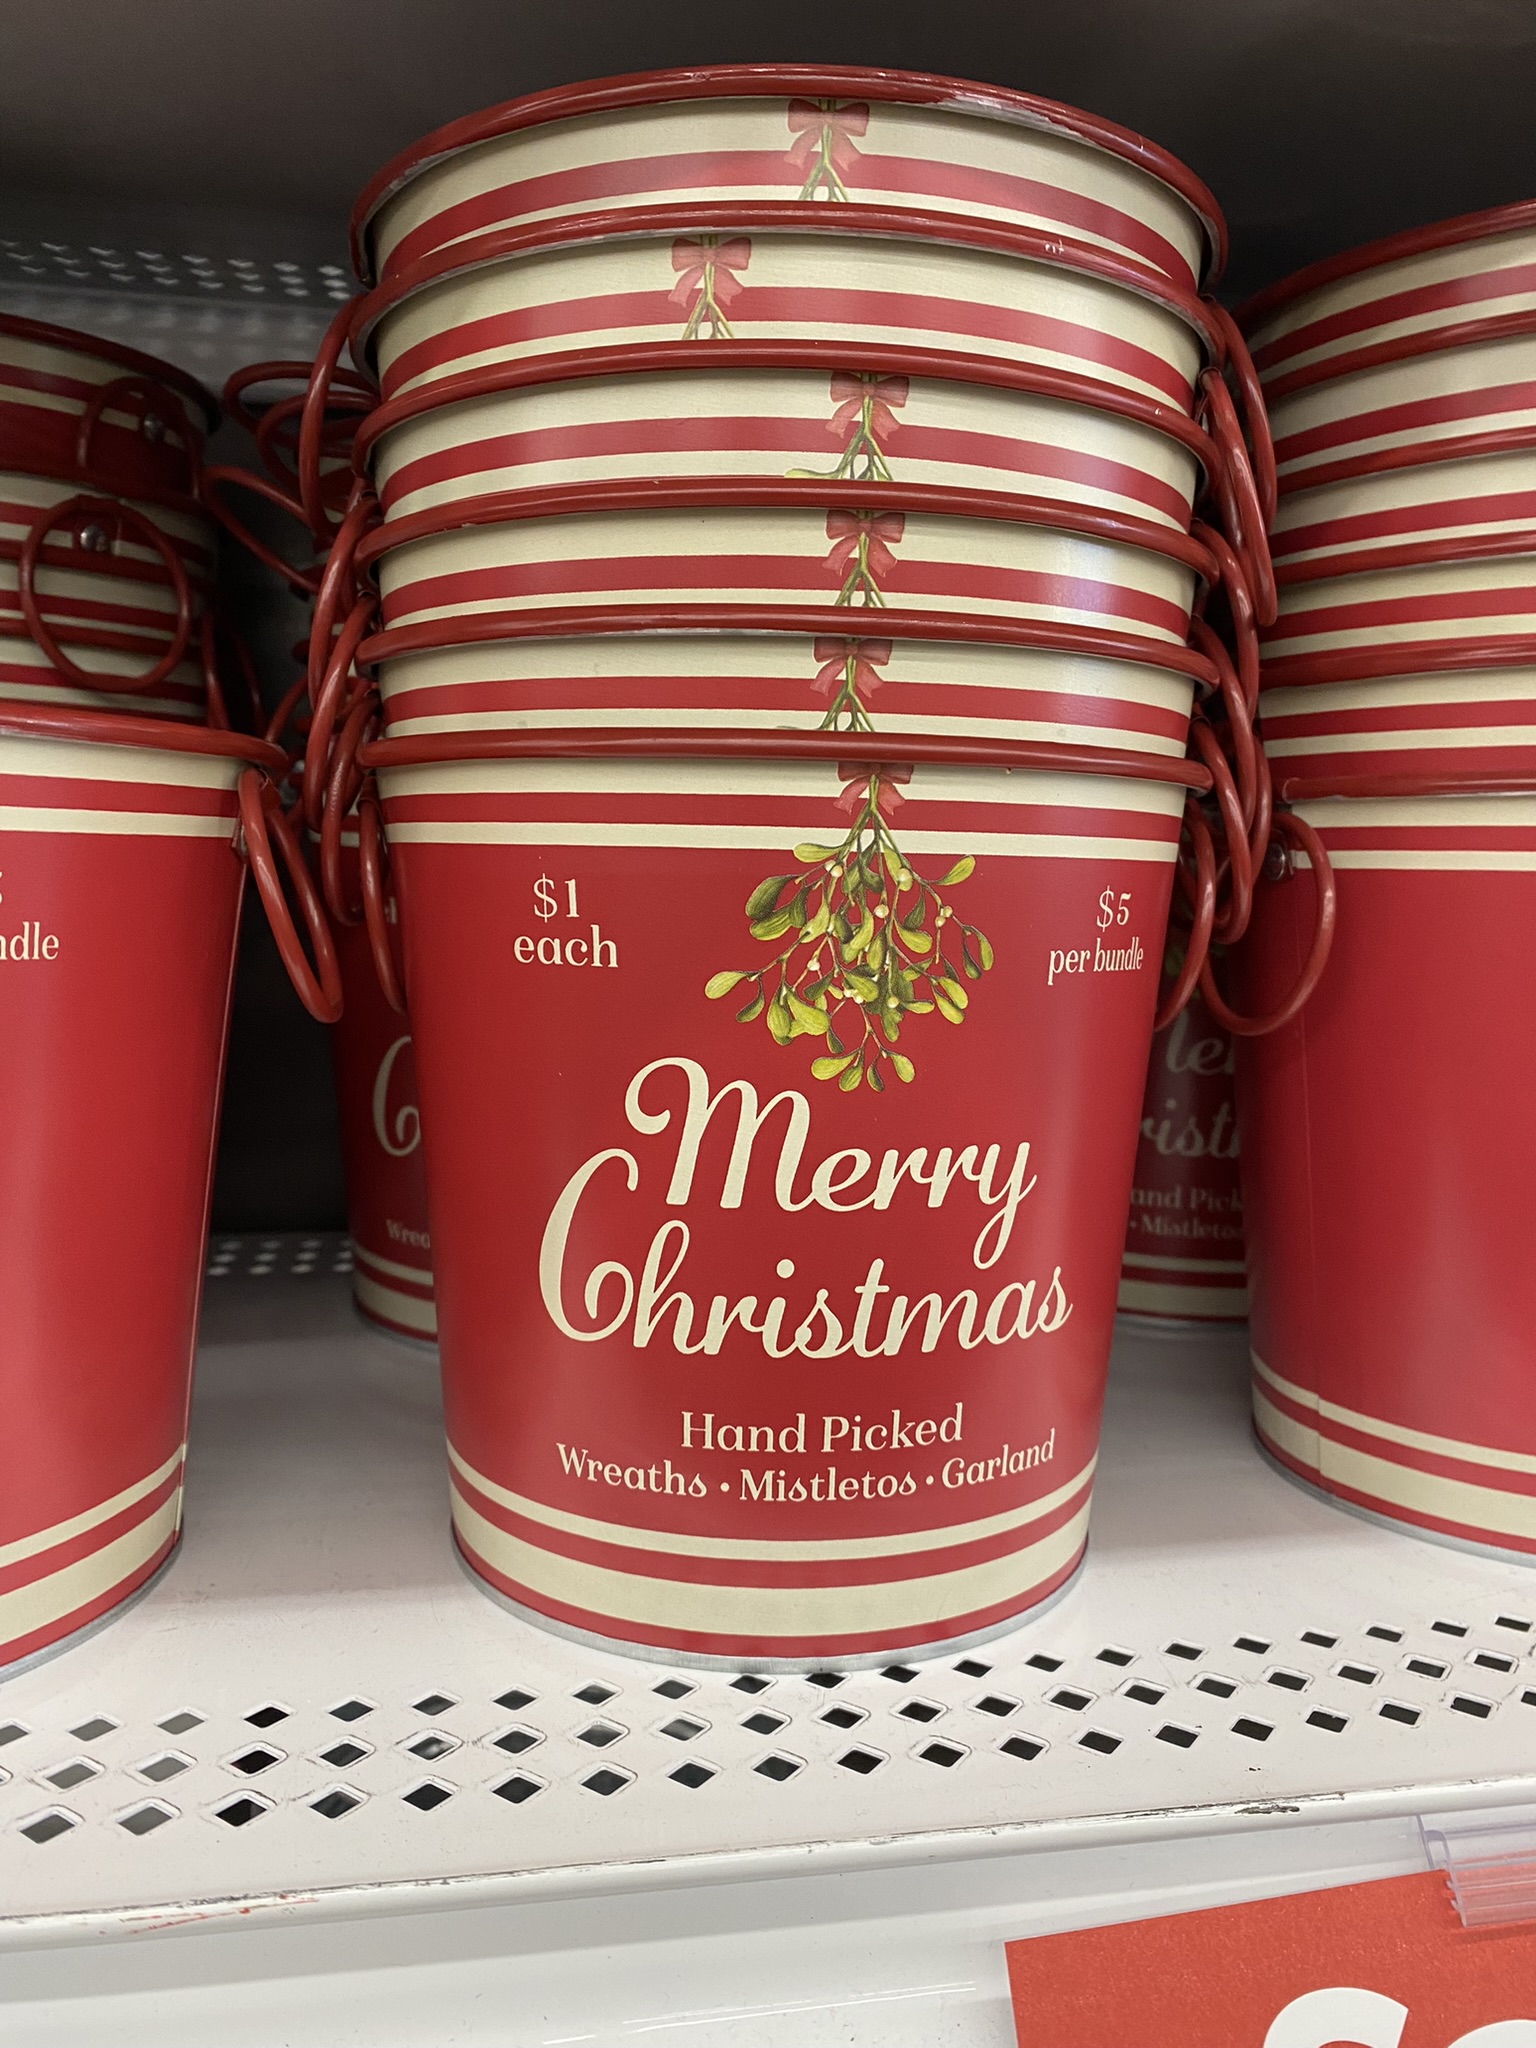 $1
each
$5
per bundle
Merry
Christmas
Hand Picked
Wreaths • Mistletos • Garland